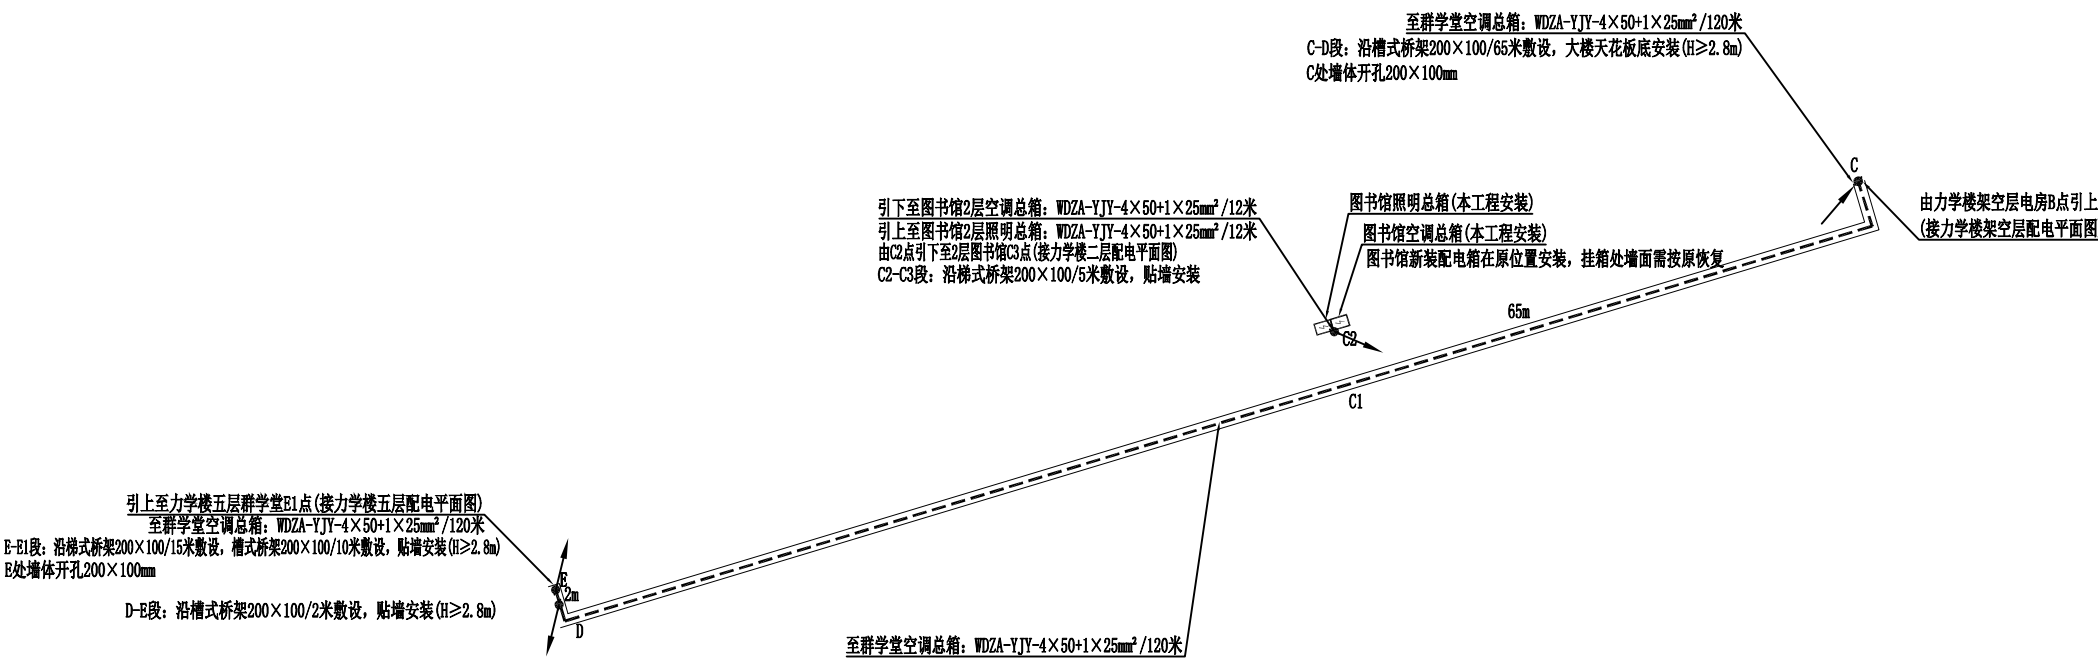 至群学堂空调总箱：WDZA-YJY-4×50+1×25mm²/120米
C-D段：沿槽式桥架200×100/65米敷设，大楼天花板底安装(H≥2.8m)
C处墙体开孔200×100mm
C
由力学楼架空层电房B点引上
(接力学楼架空层配电平面图
引下至图书馆2层空调总箱：WDZA-YJY-4×50+1×25mm²/12米
引上至图书馆2层照明总箱：WDZA-YJY-4×50+1×25mm²/12米
由C2点引下至2层图书馆C3点(接力学楼二层配电平面图)
C2-C3段：沿梯式桥架200×100/5米敷设，贴墙安装
图书馆照明总箱(本工程安装)
图书馆空调总箱(本工程安装)
图书馆新装配电箱在原位置安装，挂箱处墙面需按原恢复
65m
C2
C1
引上至力学楼五层群学堂E1点(接力学楼五层配电平面图)
至群学堂空调总箱：WDZA-YJY-4×50+1×25mm²/120米
E-E1段：沿梯式桥架200×100/15米敷设，槽式桥架200×100/10米敷设，贴墙安装(H≥2.8m)
E处墙体开孔200×100mm
E
2m
D-E段：沿槽式桥架200×100/2米敷设，贴墙安装(H≥2.8m)
D
至群学堂空调总箱：WDZA-YJY-4×50+1×25mm²/120米